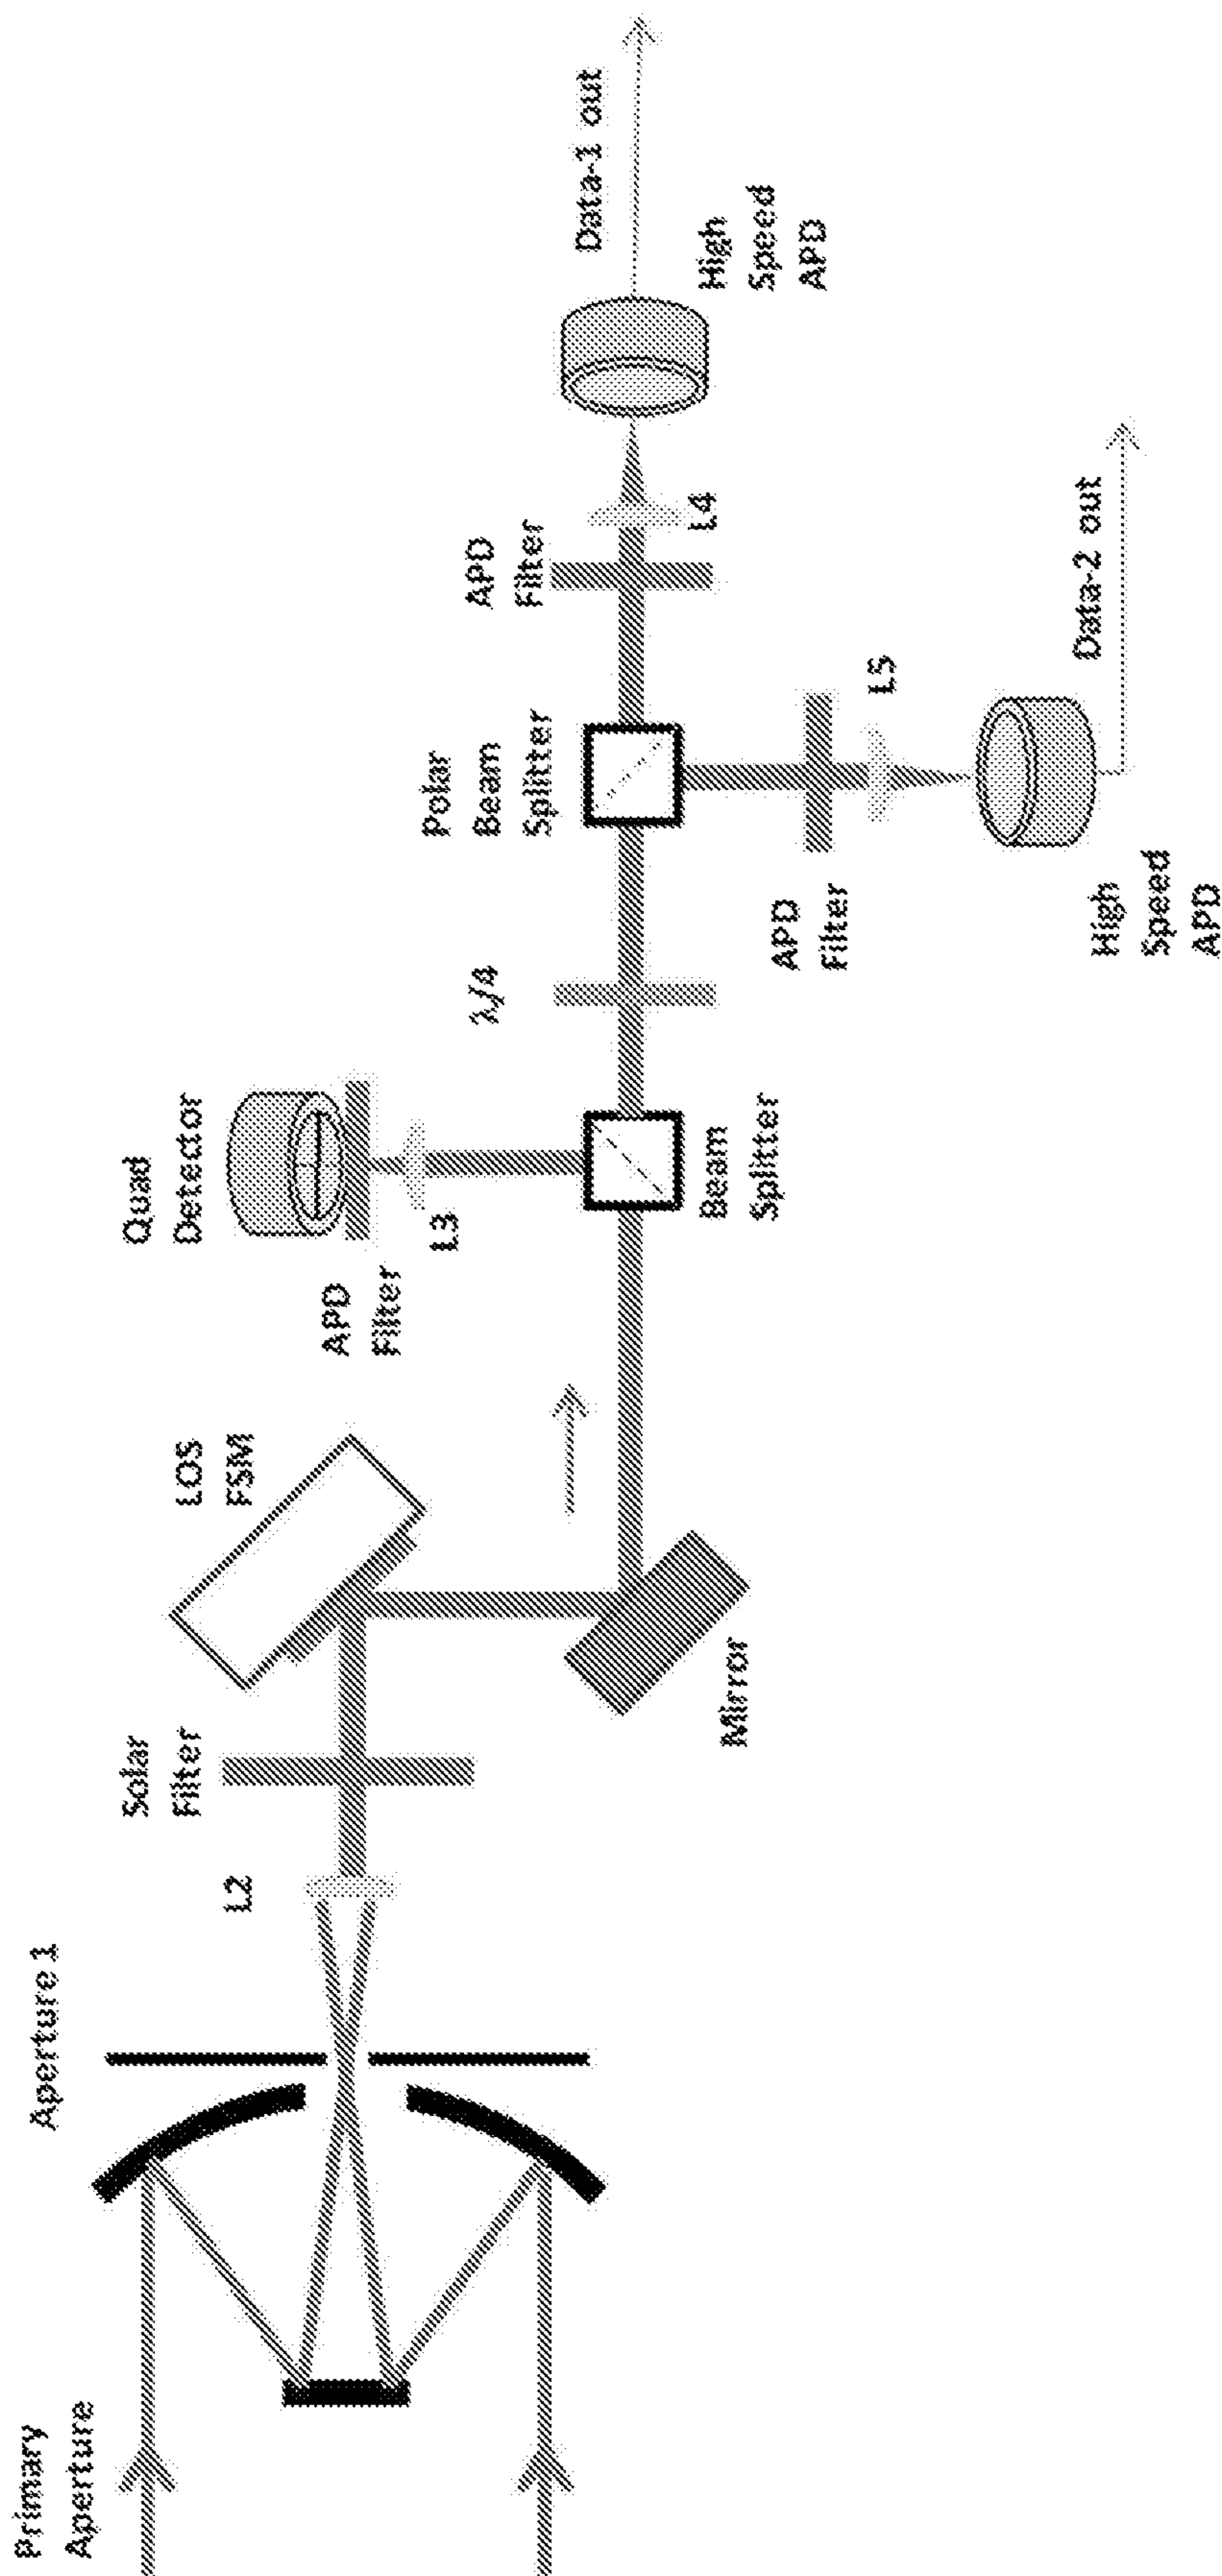 Primary
Aperture
Aperture 1
L2
Solar
Filter
LOS
FSM
Mirror
APD
Filter
L3
Quad
Detector
Beam
Splitter
λ/4
Polar
Beam
Splitter
APD
Filter
L5
High
Speed
APD
Data-2 out
APD
Filter
L4
High
Speed
APD
Data-1 out